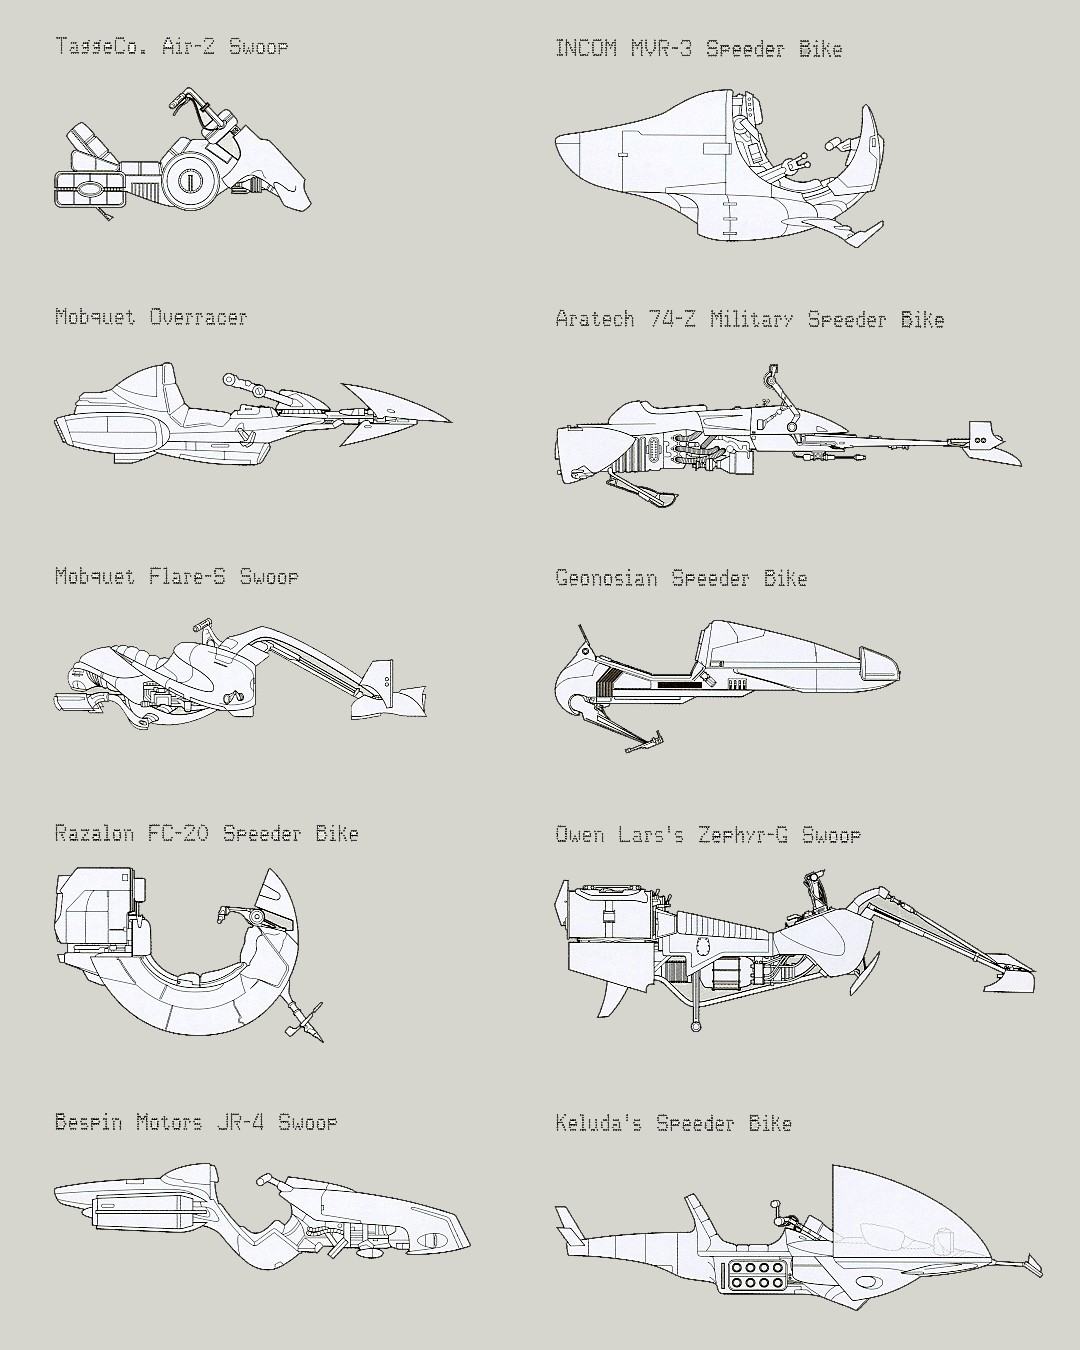 TaggeCo. Air-2 Swoop
INCOM MVR-3 Speeder Bike
Mobquet Overracer
Aratech 74-Z Military Speeder Bike
Mobquet Flare-S Swoop
Geonosian Speeder Bike
Razalon FC-20 Speeder Bike
Owen Lars's Zephyr-G Swoop
Bespin Motors JR-4 Swoop
Keluda's Speeder Bike